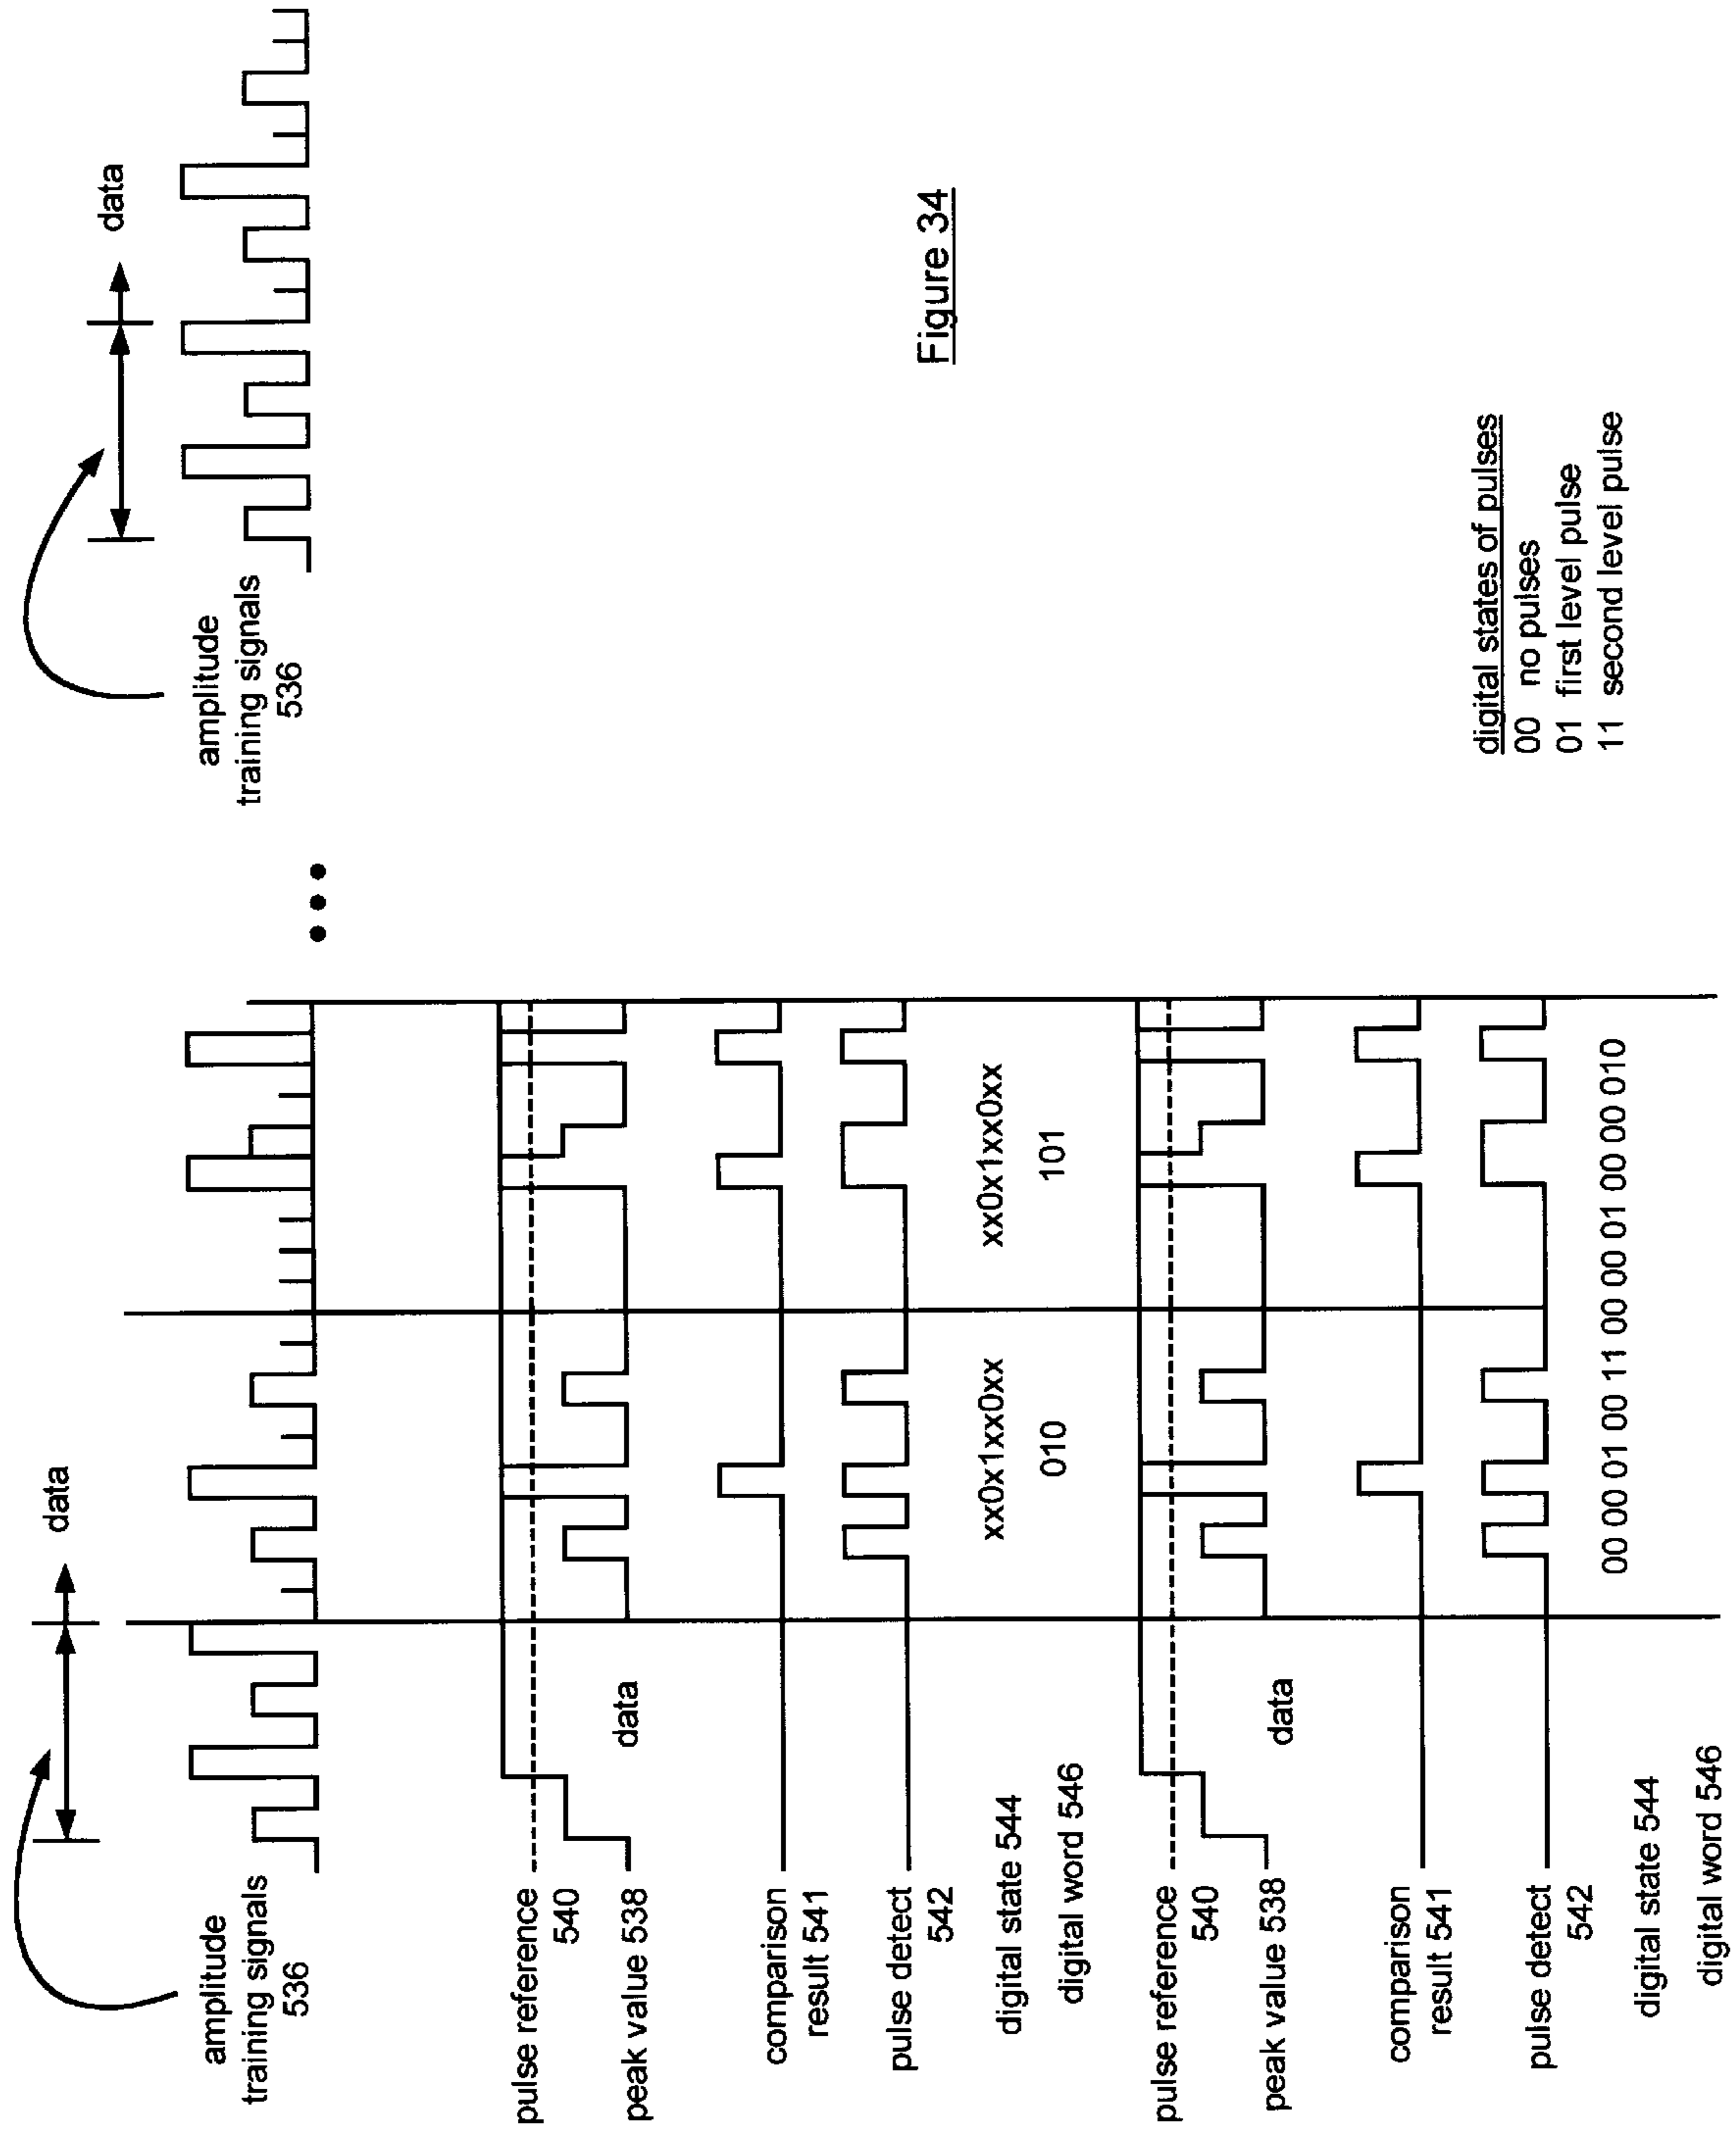 amplitude
training signals
536
data
amplitude
training signals
536
data
pulse reference
540
data
peak value 538
comparison
result 541
pulse detect
542
digital state 544
xx0x1xx0xx
xx0x1xx0xx
digital word 546
010
101
pulse reference
540
data
peak value 538
comparison
result 541
pulse detect
542
digital state 544
00 00 01 00 11 00 00 01 00 00 00 010
digital word 546
Figure 34
digital states of pulses
00 no pulses
01 first level pulse
11 second level pulse